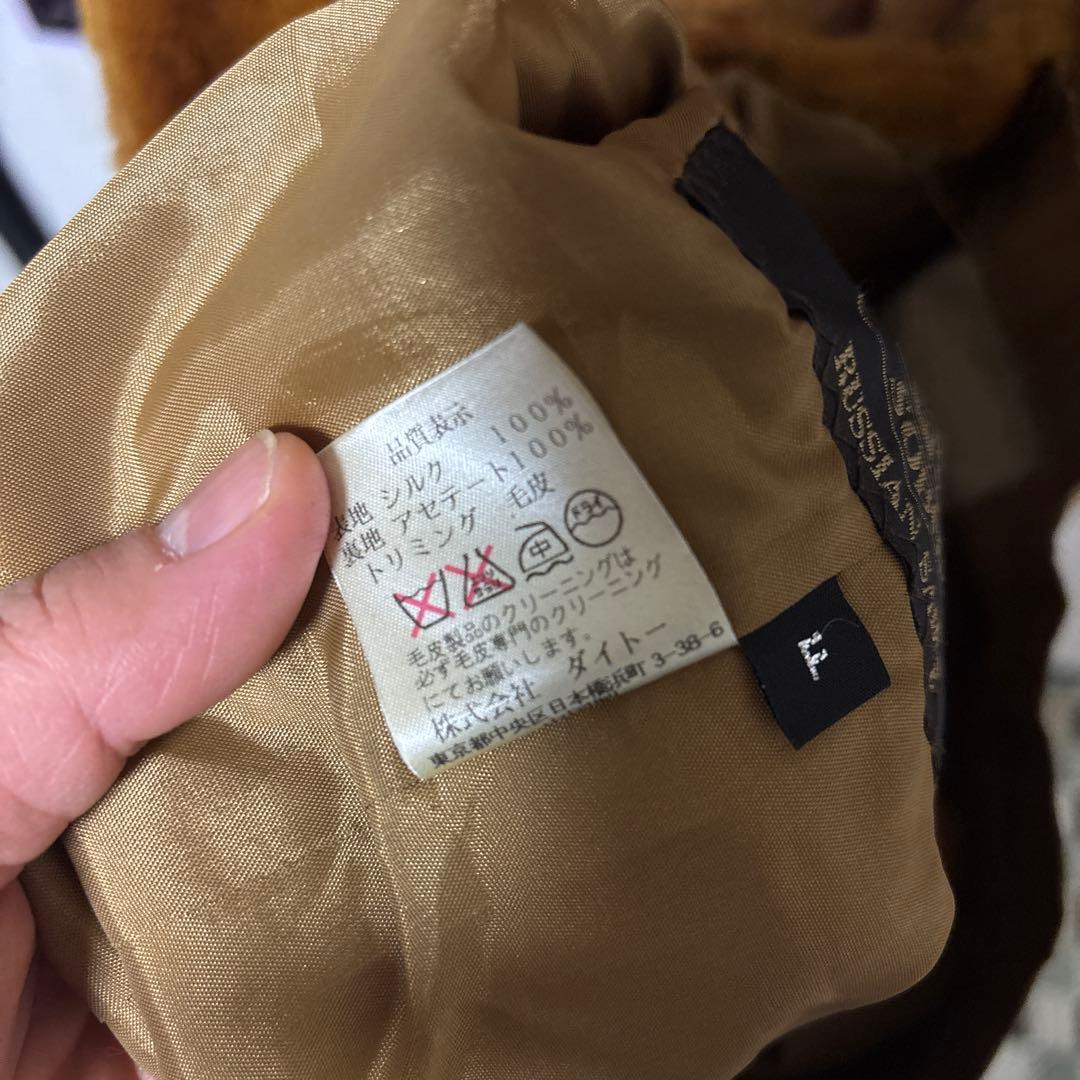 品質表示
表地 シルク 100%
裏地 アセテート100%
トリミング 毛皮
中 ドライ
毛皮製品のクリーニングは
必ず毛皮専門のクリーニング
にてお願いします。
株式会社 ダイトー
東京都中央区日本橋浜町 3-38-6
F